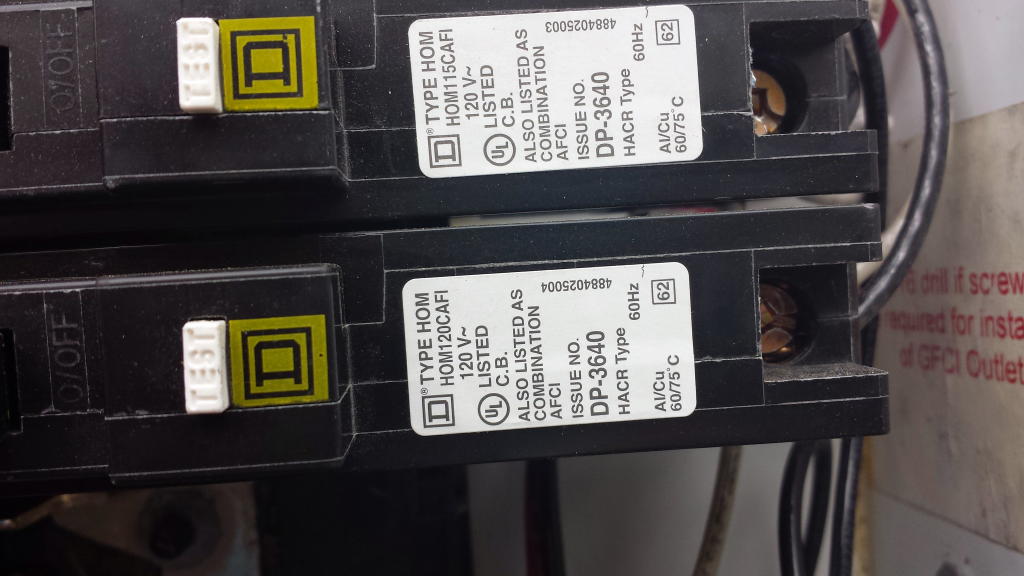 O/OFF
TEST
TYPE HOM
HOM115CAFI
120 V~
UL
LISTED
C.B.
ALSO LISTED AS
COMBINATION
AFCI
ISSUE NO.
DP-3640
HACR Type
60Hz
Al/Cu
60/75°C
62
4884025003
O/OFF
TEST
TYPE HOM
HOM120CAFI
120 V~
UL
LISTED
C.B.
ALSO LISTED AS
COMBINATION
AFCI
ISSUE NO.
DP-3640
HACR Type
60Hz
Al/Cu
60/75°C
62
4884025004
drill if screw
required for insta
of GFCI Outlet